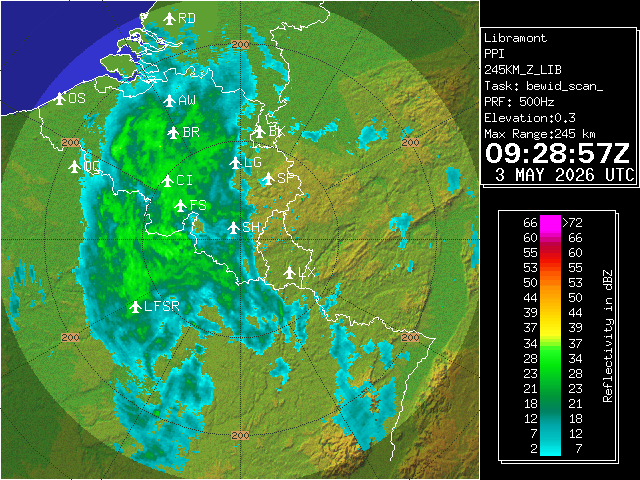 RD
200
OS
AW
BR
BK
200
200
LG
CI
SP
FS
SH
LX
LFSR
200
200
200
Libramont
PPI
245KM_Z_LIB
Task: bewid_scan_
PRF: 500Hz
Elevation:0.3
Max Range:245 km
09:28:57Z
3 MAY 2026 UTC
66 >72
60 66
55 60
53 55
50 53
44 50
39 44
37 39
34 37
28 34
23 28
21 23
18 21
12 18
7 12
2 7
Reflectivity in dBZ